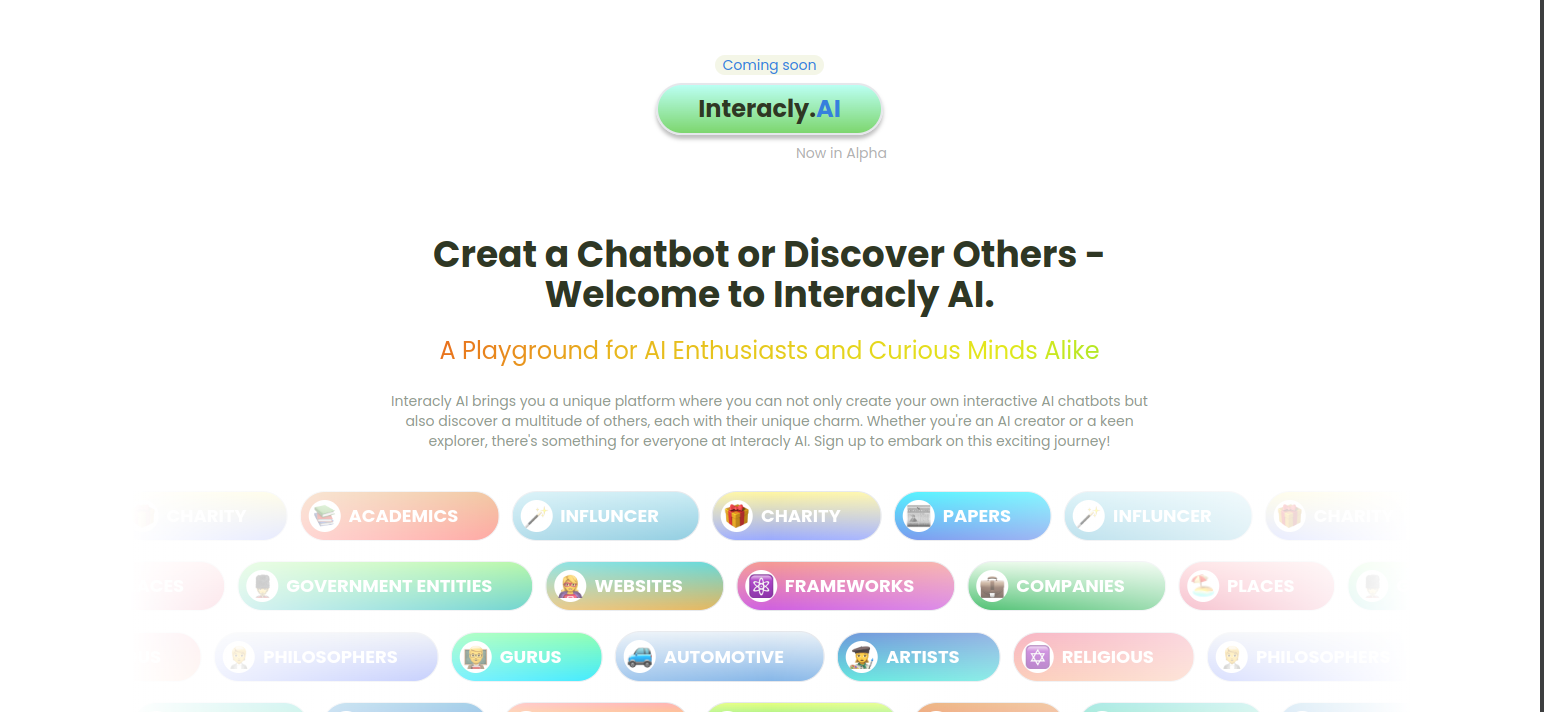 Coming soon
Interacly.AI
Now in Alpha
Creat a Chatbot or Discover Others -
Welcome to Interacly AI.
A Playground for AI Enthusiasts and Curious Minds Alike
Interacly AI brings you a unique platform where you can not only create your own interactive AI chatbots but
also discover a multitude of others, each with their unique charm. Whether you're an AI creator or a keen
explorer, there's something for everyone at Interacly AI. Sign up to embark on this exciting journey!
CHARITY ACADEMICS INFLUNCER CHARITY PAPERS INFLUNCER CHARITY
GOVERNMENT ENTITIES WEBSITES FRAMEWORKS COMPANIES PLACES
PHILOSOPHERS GURUS AUTOMOTIVE ARTISTS RELIGIOUS PHILOSOPHERS